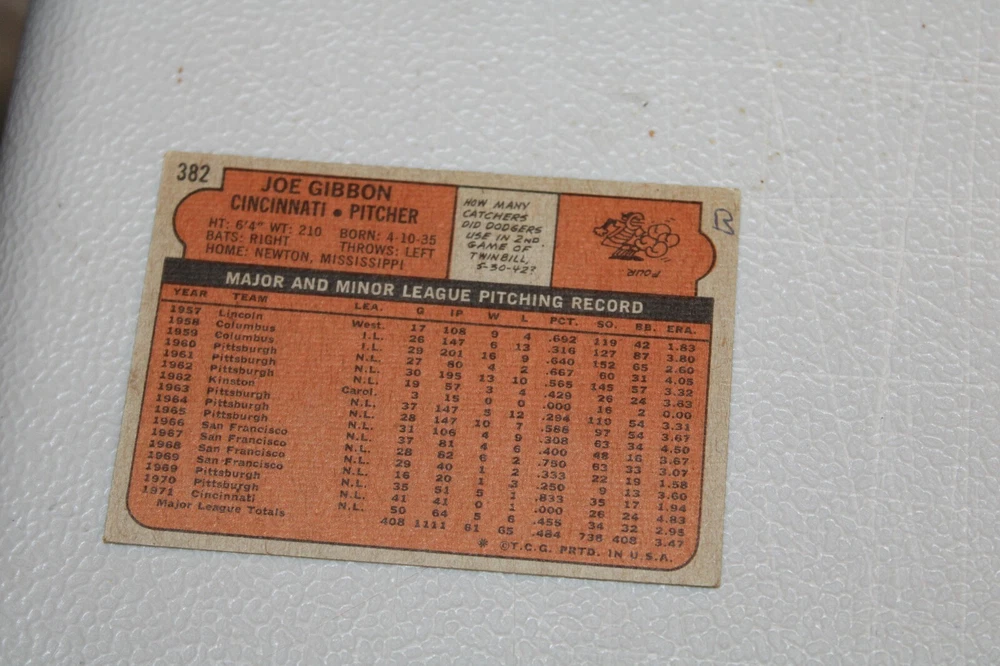 382
JOE GIBBON
CINCINNATI • PITCHER
HT: 6'4" WT: 210 BORN: 4-10-35
BATS: RIGHT THROWS: LEFT
HOME: NEWTON, MISSISSIPPI
HOW MANY
CATCHERS
DID DODGERS
USE IN 2ND
GAME OF
TWINBILL,
5-30-42?
FOUR
MAJOR AND MINOR LEAGUE PITCHING RECORD
YEAR TEAM LEA. G IP W L PCT. SO. BB. ERA.
1957 Lincoln West. 17 108 9 4 .692 119 42 1.83
1958 Columbus I.L. 26 147 6 13 .316 127 87 3.80
1959 Columbus I.L. 29 201 16 9 .640 152 65 2.60
1960 Pittsburgh N.L. 27 80 4 2 .667 60 31 4.05
1961 Pittsburgh N.L. 30 195 13 10 .565 145 57 3.32
1962 Pittsburgh N.L. 19 57 3 4 .429 26 24 3.63
1962 Kinston Carol. 3 15 0 0 .000 16 2 0.00
1963 Pittsburgh N.L. 37 147 5 12 .294 110 54 3.31
1964 Pittsburgh N.L. 28 147 10 7 .588 97 54 3.67
1965 Pittsburgh N.L. 31 106 4 9 .308 63 34 4.50
1966 San Francisco N.L. 37 81 4 6 .400 48 16 3.67
1967 San Francisco N.L. 28 82 6 2 .750 63 33 3.07
1968 San Francisco N.L. 29 40 1 2 .333 22 19 1.58
1969 San Francisco N.L. 16 20 1 3 .250 9 13 3.60
1969 Pittsburgh N.L. 35 51 5 1 .833 35 17 1.94
1970 Pittsburgh N.L. 41 41 0 1 .000 26 24 4.83
1971 Cincinnati N.L. 50 64 5 6 .455 34 32 2.95
Major League Totals 408 1111 61 65 .484 738 408 3.47
* ©T.C.G. PRTD. IN U.S.A.